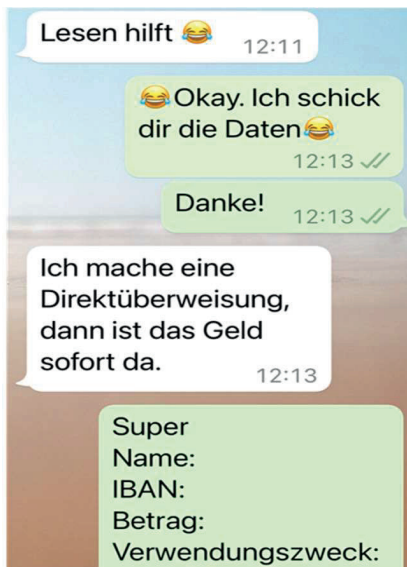 Lesen hilft 😂
12:11
😂Okay. Ich schick
dir die Daten😂
12:13
Danke!
12:13
Ich mache eine
Direktüberweisung,
dann ist das Geld
sofort da.
12:13
Super
Name:
IBAN:
Betrag:
Verwendungszweck: